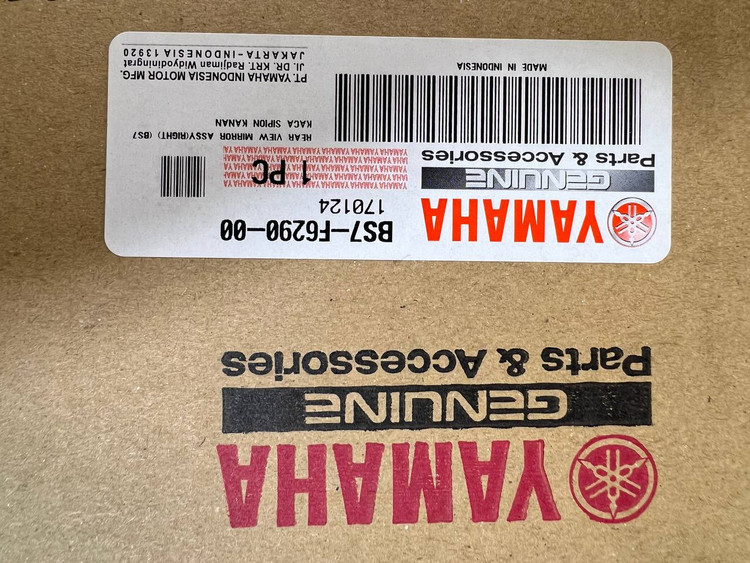 YAMAHA
GENUINE
Parts & Accessories
YAMAHA
GENUINE
Parts & Accessories
BS7-F6290-00
170124
1 PC
REAR VIEW MIRROR ASSY(RIGHT) (BS7
KACA SIPION KANAN
MADE IN INDONESIA
PT. YAMAHA INDONESIA MOTOR MFG.
Jl. DR. KRT. Radjiman Widyodiningrat
JAKARTA-INDONESIA 13920